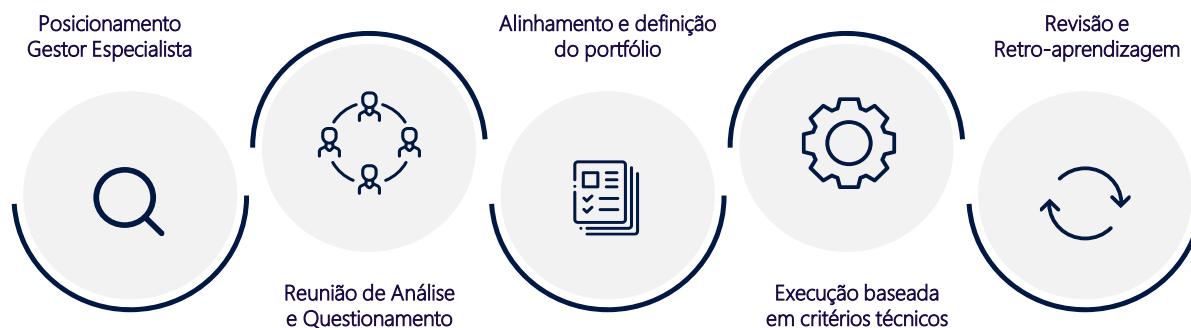 Posicionamento
Gestor Especialista
Reunião de Análise
e Questionamento
Alinhamento e definição
do portfólio
Execução baseada
em critérios técnicos
Revisão e
Retro-aprendizagem